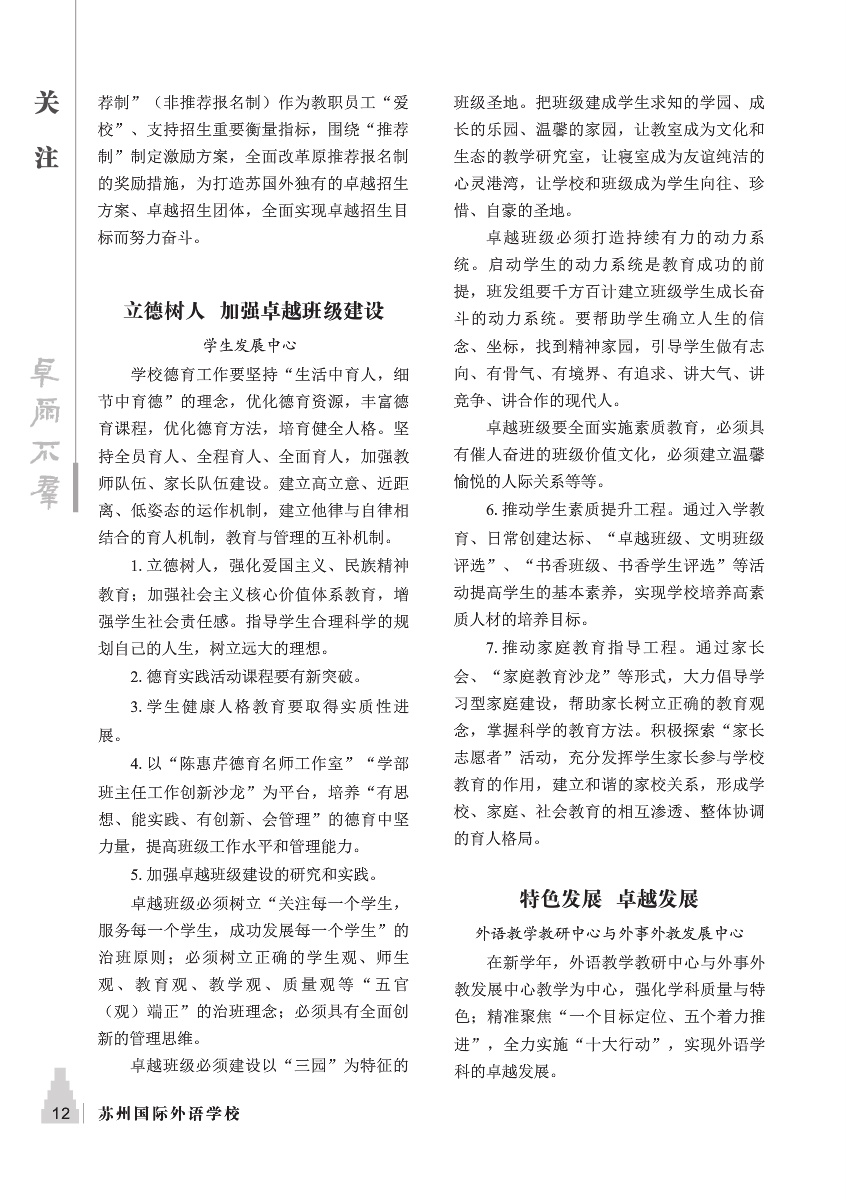 关
注
卓尔不群
荐制”（非推荐报名制）作为教职员工“爱
校”、支持招生重要衡量指标，围绕“推荐
制”制定激励方案，全面改革原推荐报名制
的奖励措施，为打造苏国外独有的卓越招生
方案、卓越招生团体，全面实现卓越招生目
标而努力奋斗。
立德树人 加强卓越班级建设
学生发展中心
学校德育工作要坚持“生活中育人，细
节中育德”的理念，优化德育资源，丰富德
育课程，优化德育方法，培育健全人格。坚
持全员育人、全程育人、全面育人，加强教
师队伍、家长队伍建设。建立高立意、近距
离、低姿态的运作机制，建立他律与自律相
结合的育人机制，教育与管理的互补机制。
1. 立德树人，强化爱国主义、民族精神
教育；加强社会主义核心价值体系教育，增
强学生社会责任感。指导学生合理科学的规
划自己的人生，树立远大的理想。
2. 德育实践活动课程要有新突破。
3. 学生健康人格教育要取得实质性进
展。
4. 以“陈惠芹德育名师工作室”“学部
班主任工作创新沙龙”为平台，培养“有思
想、能实践、有创新、会管理”的德育中坚
力量，提高班级工作水平和管理能力。
5. 加强卓越班级建设的研究和实践。
卓越班级必须树立“关注每一个学生，
服务每一个学生，成功发展每一个学生”的
治班原则；必须树立正确的学生观、师生
观、教育观、教学观、质量观等“五官
（观）端正”的治班理念；必须具有全面创
新的管理思维。
卓越班级必须建设以“三园”为特征的
班级圣地。把班级建成学生求知的学园、成
长的乐园、温馨的家园，让教室成为文化和
生态的教学研究室，让寝室成为友谊纯洁的
心灵港湾，让学校和班级成为学生向往、珍
惜、自豪的圣地。
卓越班级必须打造持续有力的动力系
统。启动学生的动力系统是教育成功的前
提，班发组要千方百计建立班级学生成长奋
斗的动力系统。要帮助学生确立人生的信
念、坐标，找到精神家园，引导学生做有志
向、有骨气、有境界、有追求、讲大气、讲
竞争、讲合作的现代人。
卓越班级要全面实施素质教育，必须具
有催人奋进的班级价值文化，必须建立温馨
愉悦的人际关系等等。
6. 推动学生素质提升工程。通过入学教
育、日常创建达标、“卓越班级、文明班级
评选”、“书香班级、书香学生评选”等活
动提高学生的基本素养，实现学校培养高素
质人材的培养目标。
7. 推动家庭教育指导工程。通过家长
会、“家庭教育沙龙”等形式，大力倡导学
习型家庭建设，帮助家长树立正确的教育观
念，掌握科学的教育方法。积极探索“家长
志愿者”活动，充分发挥学生家长参与学校
教育的作用，建立和谐的家校关系，形成学
校、家庭、社会教育的相互渗透、整体协调
的育人格局。
特色发展 卓越发展
外语教学教研中心与外事外教发展中心
在新学年，外语教学教研中心与外事外
教发展中心教学为中心，强化学科质量与特
色；精准聚焦“一个目标定位、五个着力推
进”，全力实施“十大行动”，实现外语学
科的卓越发展。
12 苏州国际外语学校